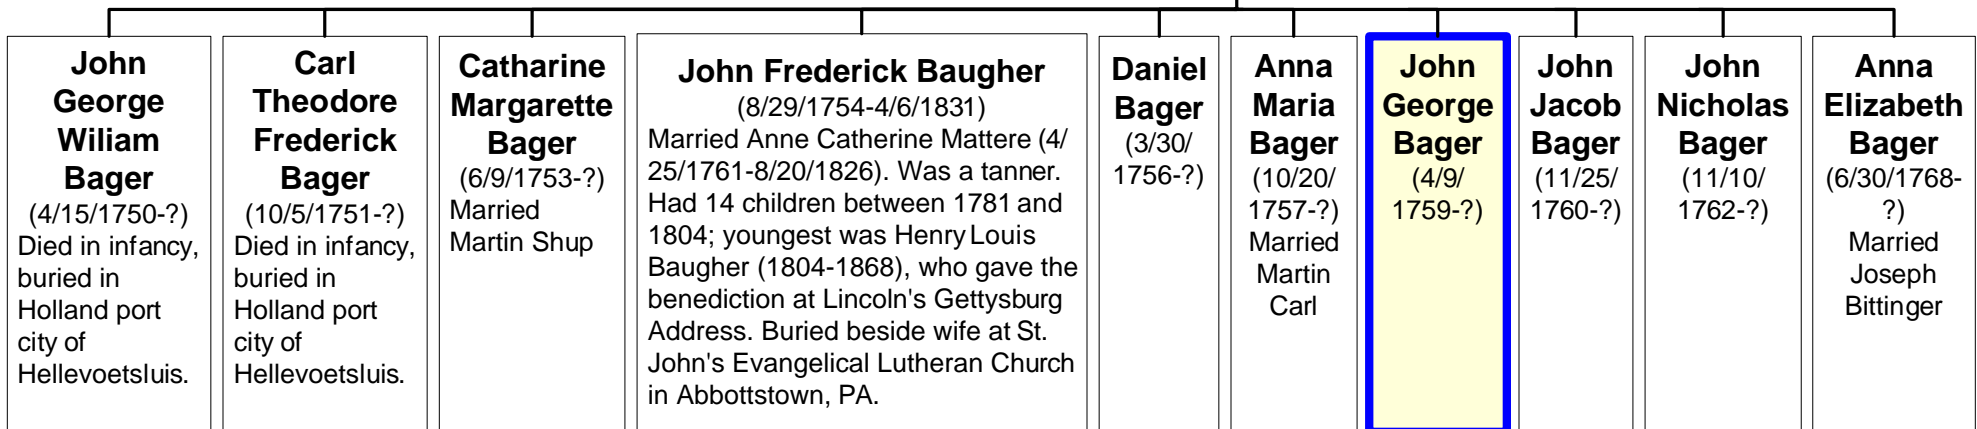 John
George
Wiliam
Bager
(4/15/1750-?)
Died in infancy,
buried in
Holland port
city of
Hellevoetsluis.
Carl
Theodore
Frederick
Bager
(10/5/1751-?)
Died in infancy,
buried in
Holland port
city of
Hellevoetsluis.
Catharine
Margarette
Bager
(6/9/1753-?)
Married
Martin Shup
John Frederick Baugher
(8/29/1754-4/6/1831)
Married Anne Catherine Mattere (4/
25/1761-8/20/1826). Was a tanner.
Had 14 children between 1781 and
1804; youngest was Henry Louis
Baugher (1804-1868), who gave the
benediction at Lincoln's Gettysburg
Address. Buried beside wife at St.
John's Evangelical Lutheran Church
in Abbottstown, PA.
Daniel
Bager
(3/30/
1756-?)
Anna
Maria
Bager
(10/20/
1757-?)
Married
Martin
Carl
John
George
Bager
(4/9/
1759-?)
John
Jacob
Bager
(11/25/
1760-?)
John
Nicholas
Bager
(11/10/
1762-?)
Anna
Elizabeth
Bager
(6/30/1768-
?)
Married
Joseph
Bittinger